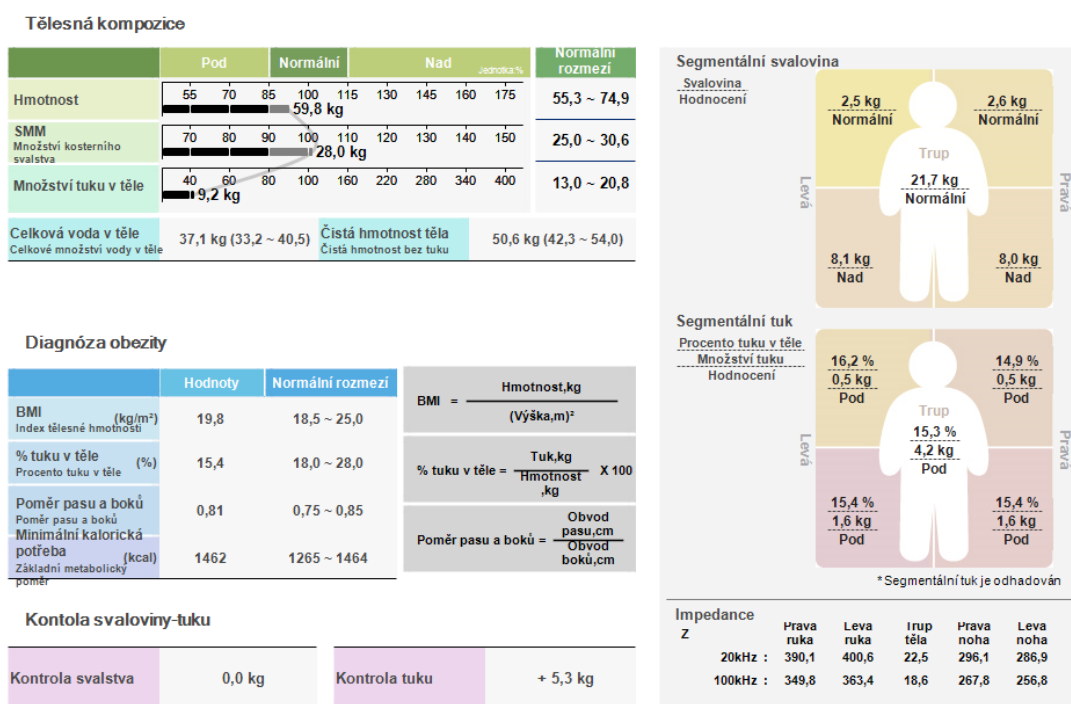 Tělesná kompozice
Pod Normální Nad Jednotka:% Normální rozmezí
Hmotnost 55 70 85 100 115 130 145 160 175 55,3 ~ 74,9
59,8 kg
SMM 70 80 90 100 110 120 130 140 150 25,0 ~ 30,6
Množství kosterního
svalstva
28,0 kg
Množství tuku v těle 40 60 80 100 160 220 280 340 400 13,0 ~ 20,8
9,2 kg
Celková voda v těle 37,1 kg (33,2 ~ 40,5) Čistá hmotnost těla 50,6 kg (42,3 ~ 54,0)
Celkové množství vody v těle Čistá hmotnost bez tuku
Diagnóza obezity
Hodnoty Normální rozmezí
BMI (kg/m²) 19,8 18,5 ~ 25,0
Index tělesné hmotnosti
% tuku v těle (%) 15,4 18,0 ~ 28,0
Procento tuku v těle
Poměr pasu a boků 0,81 0,75 ~ 0,85
Poměr pasu a boků
Minimální kalorická
potřeba (kcal) 1462 1265 ~ 1464
Základní metabolický
poměr
BMI = Hmotnost,kg
(Výška,m)²
% tuku v těle = Tuk,kg X 100
Hmotnost
,kg
Poměr pasu a boků = Obvod
pasu,cm
Obvod
boků,cm
Kontola svaloviny-tuku
Kontrola svalstva 0,0 kg Kontrola tuku + 5,3 kg
Segmentální svalovina
Svalovina
Hodnocení
2,5 kg 2,6 kg
Normální Normální
Trup
21,7 kg
Normální
Levá Pravá
8,1 kg 8,0 kg
Nad Nad
Segmentální tuk
Procento tuku v těle
Množství tuku
Hodnocení
16,2 % 14,9 %
0,5 kg 0,5 kg
Pod Pod
Trup
15,3 %
4,2 kg
Pod
Levá Pravá
15,4 % 15,4 %
1,6 kg 1,6 kg
Pod Pod
* Segmentální tuk je odhadován
Impedance
Z Prava Leva Trup Prava Leva
ruka ruka těla noha noha
20kHz : 390,1 400,6 22,5 296,1 286,9
100kHz : 349,8 363,4 18,6 267,8 256,8